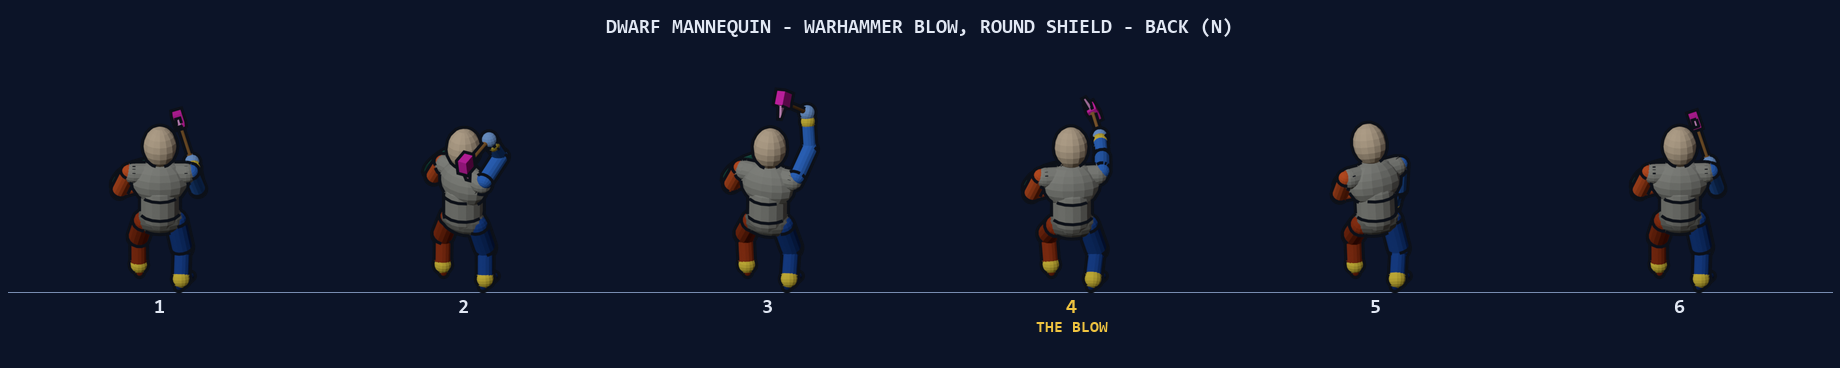 DWARF MANNEQUIN - WARHAMMER BLOW, ROUND SHIELD - BACK (N)
1 2 3 4 5 6
THE BLOW